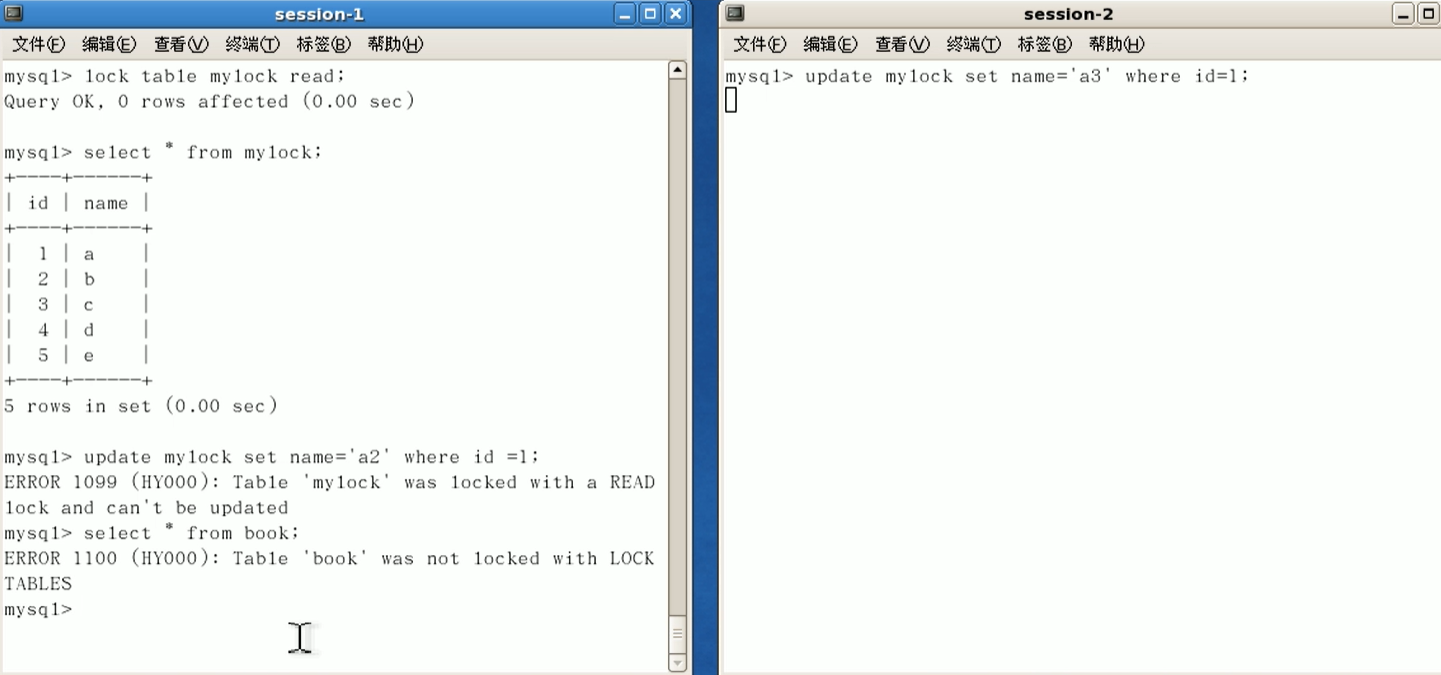 session-1
文件(F) 编辑(E) 查看(V) 终端(T) 标签(B) 帮助(H)
mysql> lock table mylock read;
Query OK, 0 rows affected (0.00 sec)
mysql> select * from mylock;
+----+------+
| id | name |
+----+------+
| 1 | a |
| 2 | b |
| 3 | c |
| 4 | d |
| 5 | e |
+----+------+
5 rows in set (0.00 sec)
mysql> update mylock set name='a2' where id =1;
ERROR 1099 (HY000): Table 'mylock' was locked with a READ
lock and can't be updated
mysql> select * from book;
ERROR 1100 (HY000): Table 'book' was not locked with LOCK
TABLES
mysql>
session-2
文件(F) 编辑(E) 查看(V) 终端(T) 标签(B) 帮助(H)
mysql> update mylock set name='a3' where id=1;